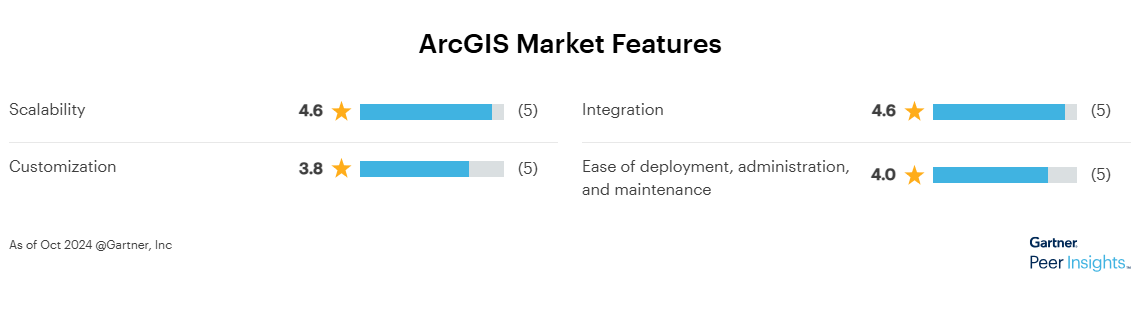 ArcGIS Market Features
Scalability 4.6 (5)
Integration 4.6 (5)
Customization 3.8 (5)
Ease of deployment, administration,
and maintenance 4.0 (5)
As of Oct 2024 @Gartner, Inc
Gartner
Peer Insights™